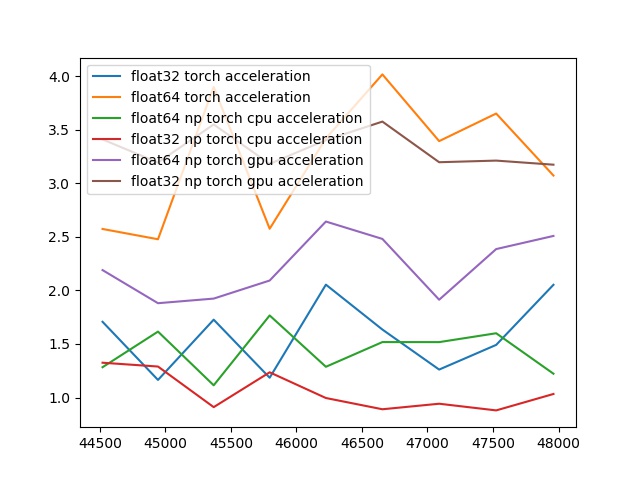 4.0
3.5
3.0
2.5
2.0
1.5
1.0
float32 torch acceleration
float64 torch acceleration
float64 np torch cpu acceleration
float32 np torch cpu acceleration
float64 np torch gpu acceleration
float32 np torch gpu acceleration
44500 45000 45500 46000 46500 47000 47500 48000